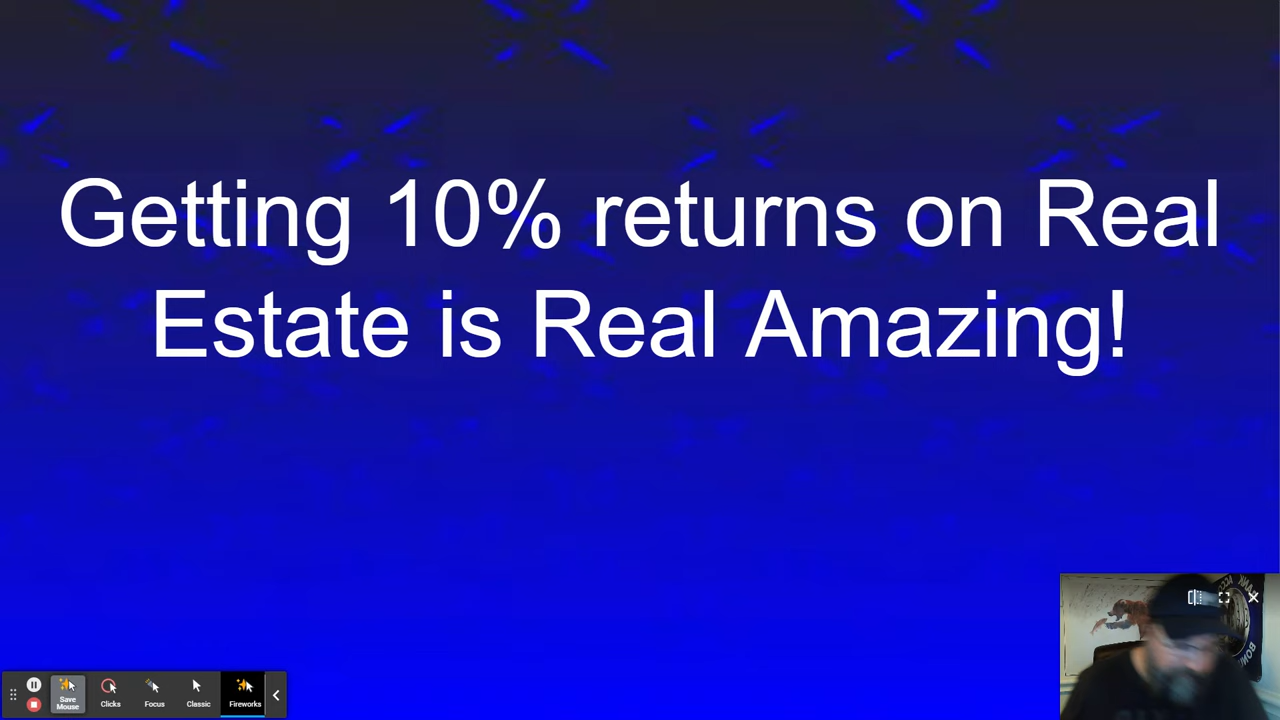 Getting 10% returns on Real
Estate is Real Amazing!
Save
Mouse
Clicks
Focus
Classic
Fireworks